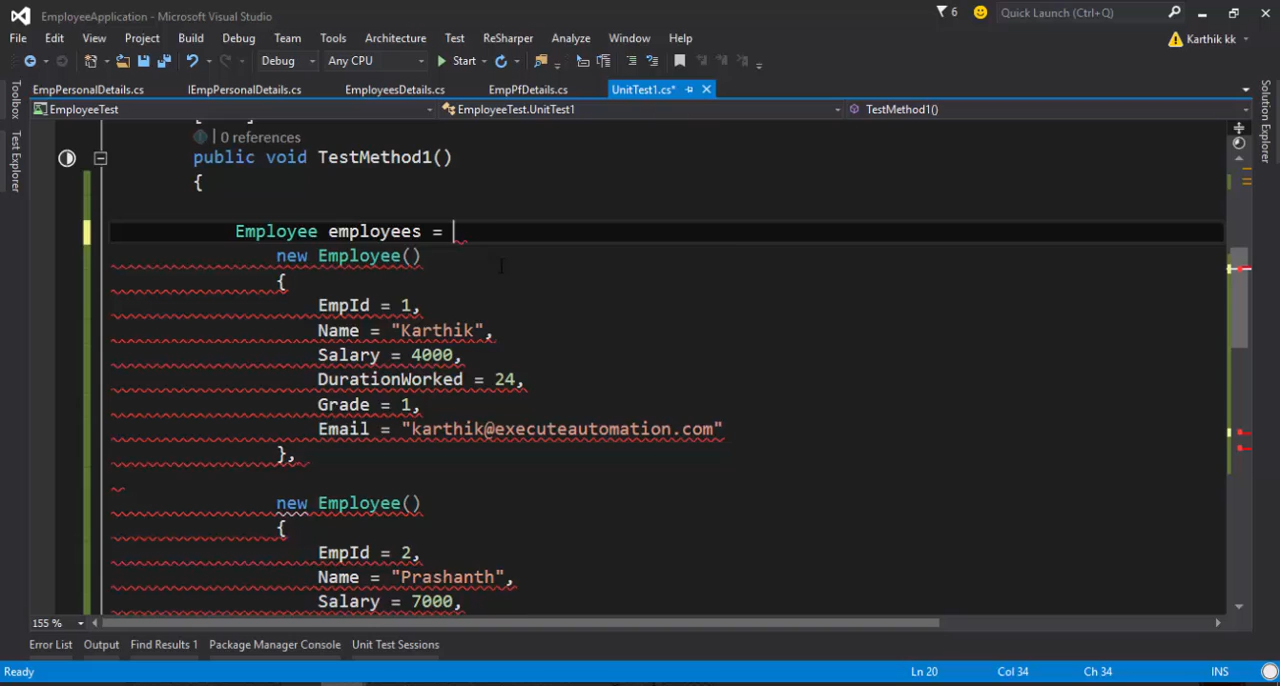 EmployeeApplication - Microsoft Visual Studio
6
Quick Launch (Ctrl+Q)
File Edit View Project Build Debug Team Tools Architecture Test ReSharper Analyze Window Help
Karthik kk
Debug Any CPU Start
EmpPersonalDetails.cs IEmpPersonalDetails.cs EmployeesDetails.cs EmpPfDetails.cs UnitTest1.cs*
EmployeeTest EmployeeTest.UnitTest1 TestMethod1()
Toolbox
Test Explorer
Solution Explorer
| 0 references
public void TestMethod1()
{
Employee employees =
new Employee()
{
EmpId = 1,
Name = "Karthik",
Salary = 4000,
DurationWorked = 24,
Grade = 1,
Email = "karthik@executeautomation.com"
},
new Employee()
{
EmpId = 2,
Name = "Prashanth",
Salary = 7000,
155 %
Error List Output Find Results 1 Package Manager Console Unit Test Sessions
Ready Ln 20 Col 34 Ch 34 INS